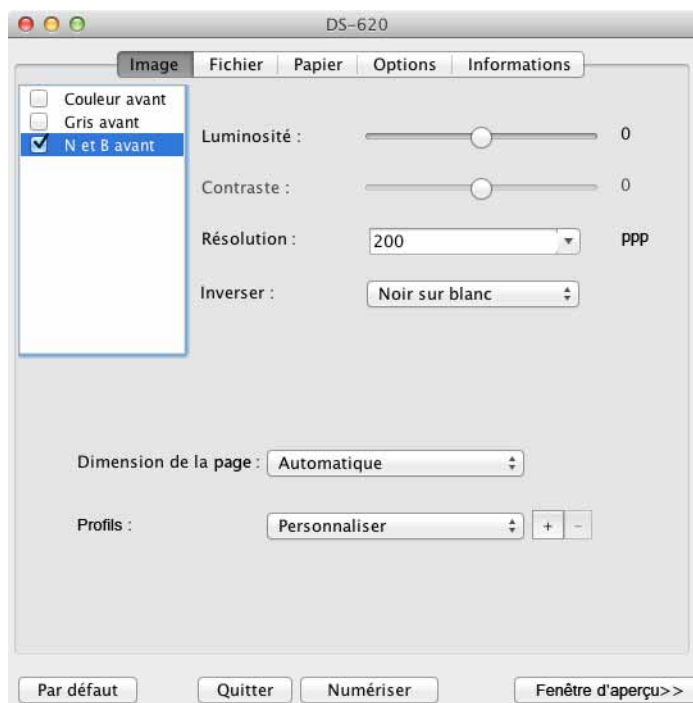 DS-620
Image Fichier Papier Options Informations
Couleur avant
Gris avant
N et B avant
Luminosité : 0
Contraste : 0
Résolution : 200 ppp
Inverser : Noir sur blanc
Dimension de la page : Automatique
Profils : Personnaliser + -
Par défaut Quitter Numériser Fenêtre d'aperçu>>